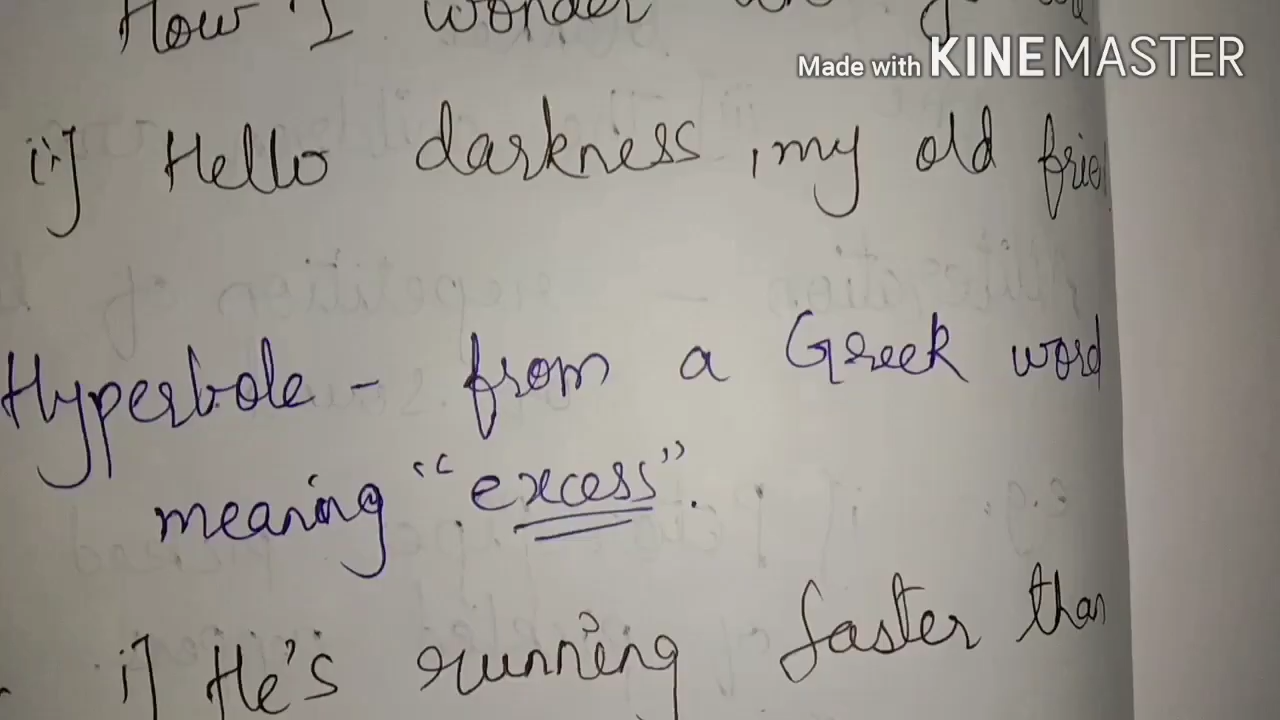 How I wonder
Made with KINEMASTER
ii] Hello darkness, my old
Hyperbole - from a Greek word
meaning "excess".
i] He's running faster than